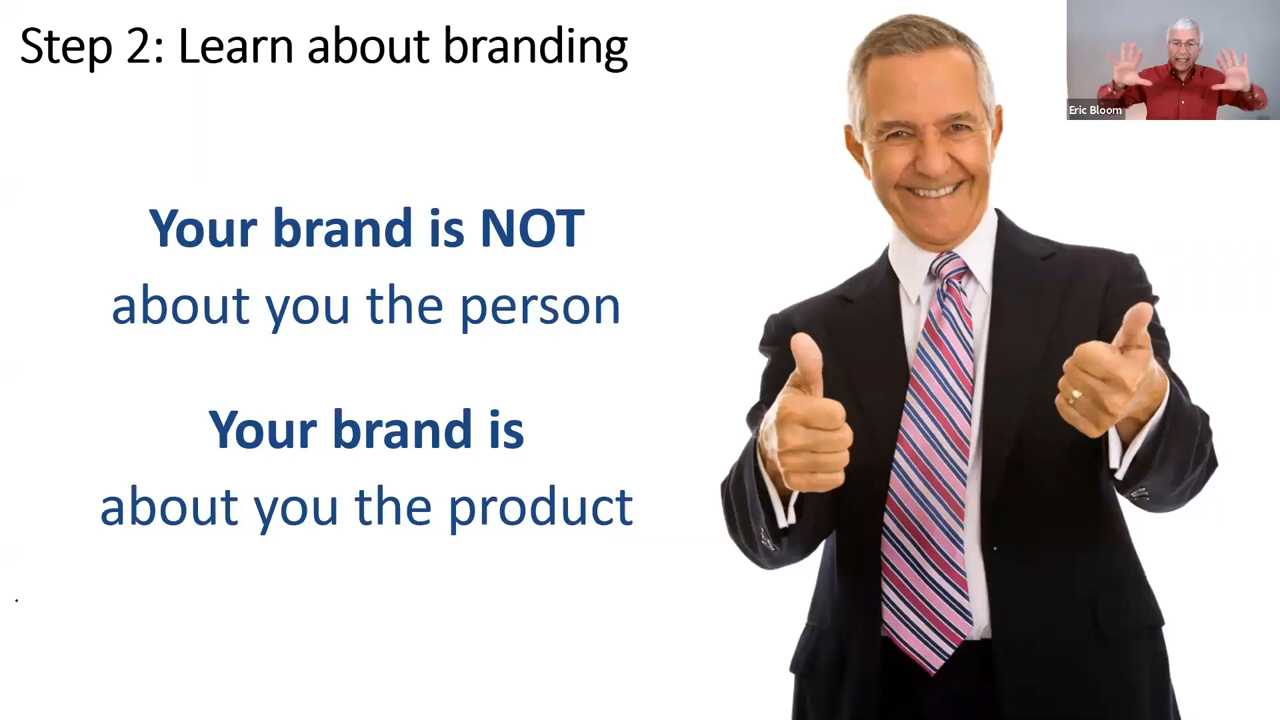 Step 2: Learn about branding
Eric Bloom
Your brand is NOT
about you the person
Your brand is
about you the product
.